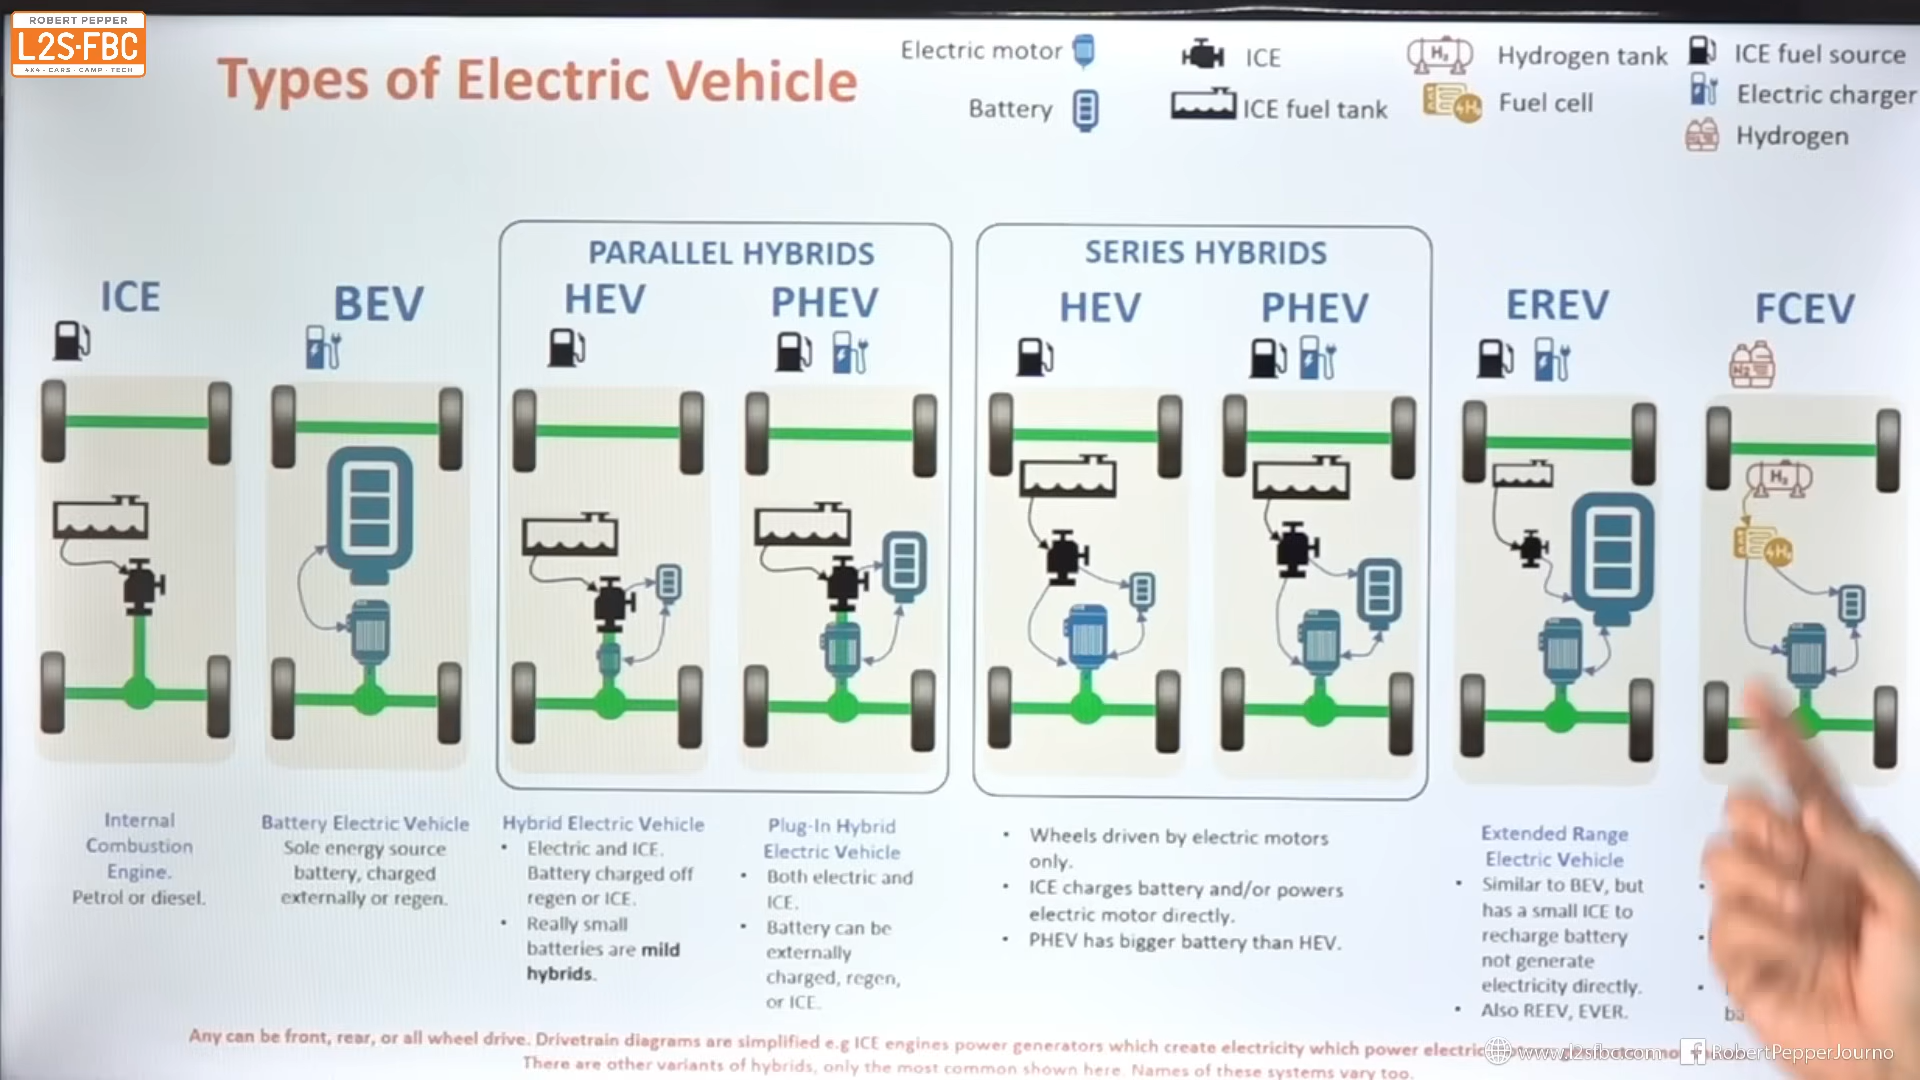 ROBERT PEPPER
L2S-FBC
4X4 - CARS - CAMP - TECH
Types of Electric Vehicle
Electric motor
Battery
ICE
ICE fuel tank
Hydrogen tank
Fuel cell
ICE fuel source
Electric charger
Hydrogen
PARALLEL HYBRIDS
SERIES HYBRIDS
ICE
BEV
HEV
PHEV
HEV
PHEV
EREV
FCEV
H2
H2
Internal
Combustion
Engine.
Petrol or diesel.
Battery Electric Vehicle
Sole energy source
battery, charged
externally or regen.
Hybrid Electric Vehicle
• Electric and ICE.
Battery charged off
regen or ICE.
• Really small
batteries are mild
hybrids.
Plug-In Hybrid
Electric Vehicle
• Both electric and
ICE.
• Battery can be
externally
charged, regen,
or ICE.
• Wheels driven by electric motors
only.
• ICE charges battery and/or powers
electric motor directly.
• PHEV has bigger battery than HEV.
Extended Range
Electric Vehicle
• Similar to BEV, but
has a small ICE to
recharge battery
not generate
electricity directly.
• Also REEV, EVER.
Any can be front, rear, or all wheel drive. Drivetrain diagrams are simplified e.g ICE engines power generators which create electricity which power
There are other variants of hybrids, only the most common shown here. Names of these systems vary too.
www.l2sfbc.com
RobertPepperJourno